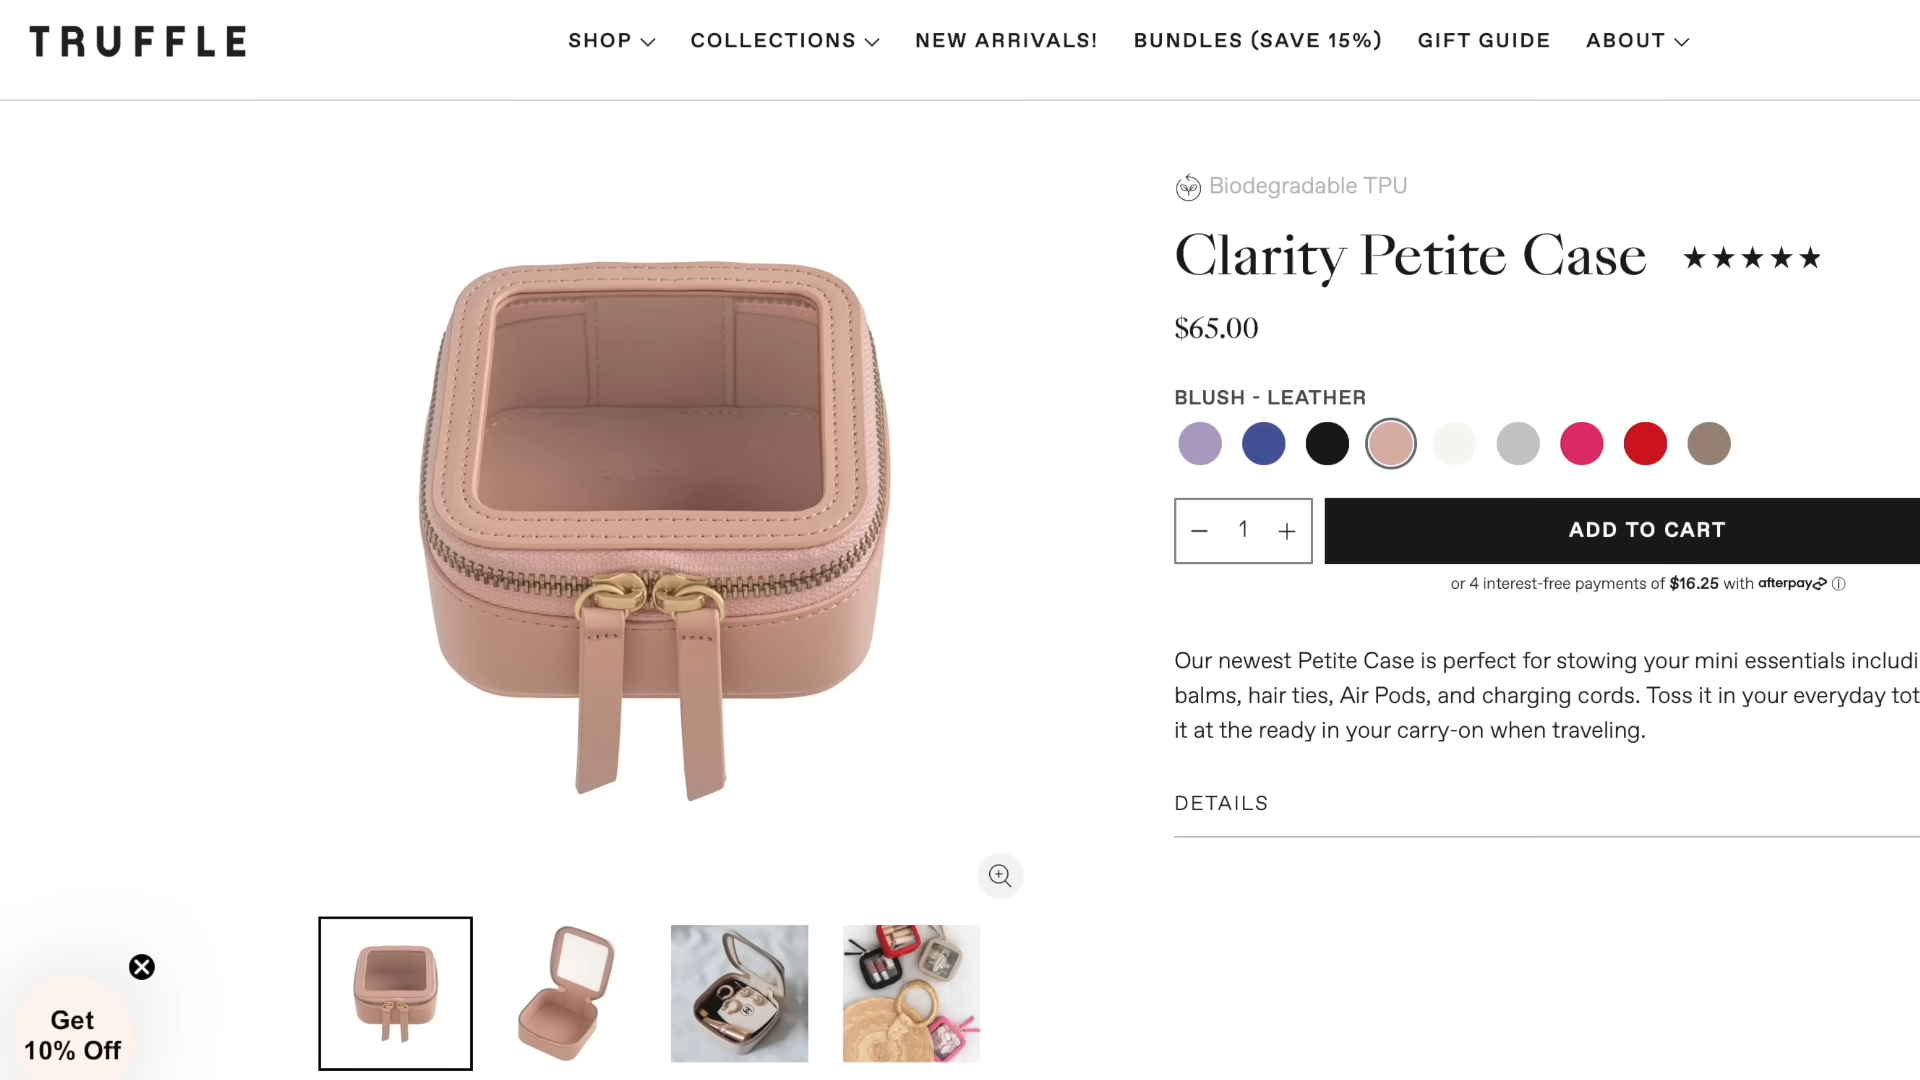 TRUFFLE
SHOP
COLLECTIONS
NEW ARRIVALS!
BUNDLES (SAVE 15%)
GIFT GUIDE
ABOUT
Biodegradable TPU
Clarity Petite Case
$65.00
BLUSH - LEATHER
1
ADD TO CART
or 4 interest-free payments of $16.25 with afterpay
Our newest Petite Case is perfect for stowing your mini essentials includi
balms, hair ties, Air Pods, and charging cords. Toss it in your everyday tot
it at the ready in your carry-on when traveling.
DETAILS
Get
10% Off